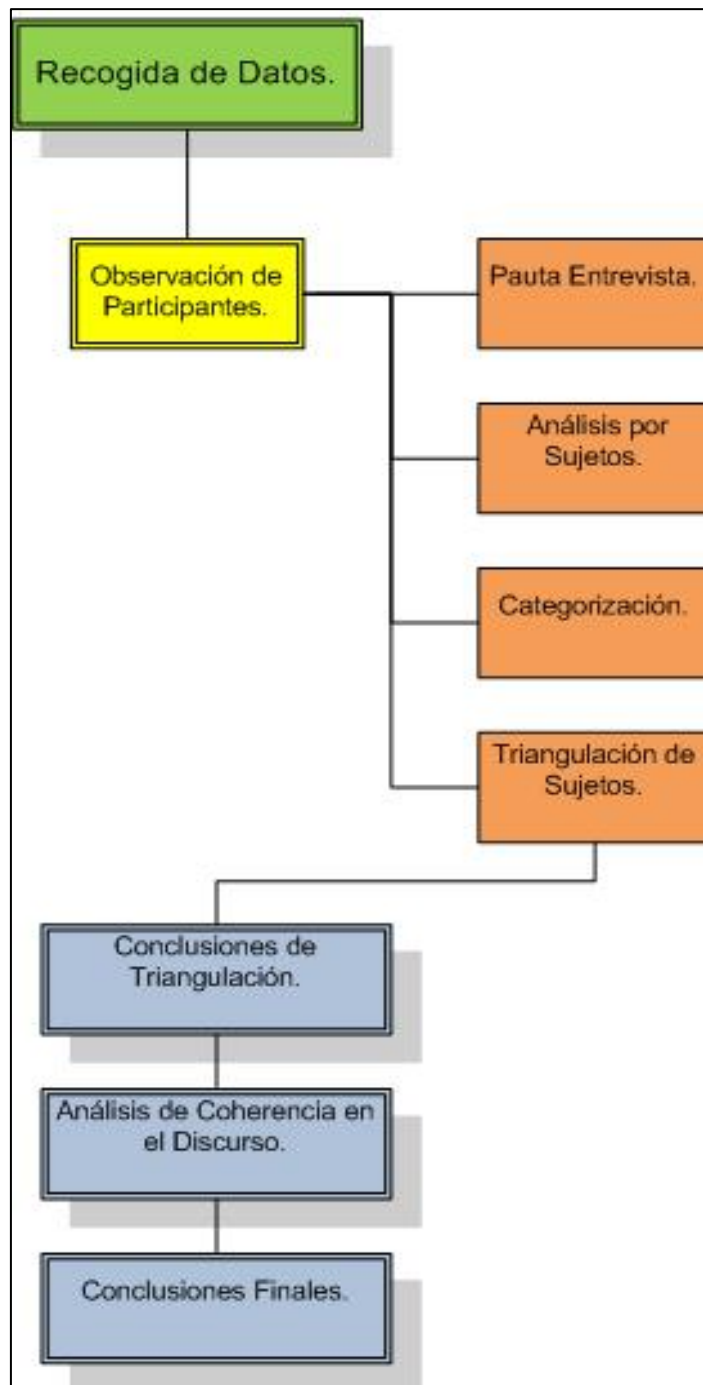 Recogida de Datos.
Observación de
Participantes.
Pauta Entrevista.
Análisis por
Sujetos.
Categorización.
Triangulación de
Sujetos.
Conclusiones de
Triangulación.
Análisis de Coherencia en
el Discurso.
Conclusiones Finales.